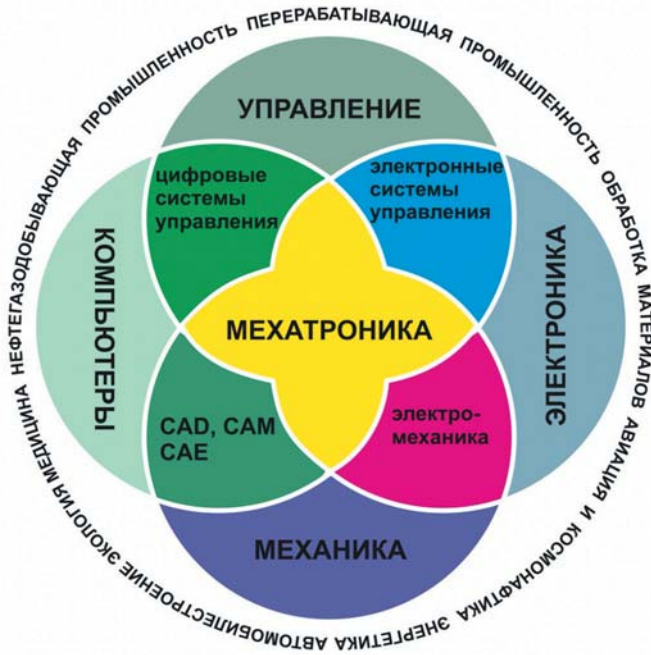 НЕФТЕГАЗОДОБЫВАЮЩАЯ ПРОМЫШЛЕННОСТЬ ПЕРЕРАБАТЫВАЮЩАЯ ПРОМЫШЛЕННОСТЬ ОБРАБОТКА МАТЕРИАЛОВ АВИАЦИЯ И КОСМОНАФТИКА ЭНЕРГЕТИКА АВТОМОБИЛЕСТРОЕНИЕ ЭКОЛОГИЯ МЕДИЦИНА
УПРАВЛЕНИЕ
цифровые
системы
управления
электронные
системы
управления
КОМПЬЮТЕРЫ
МЕХАТРОНИКА
ЭЛЕКТРОНИКА
CAD, CAM
CAE
электро-
механика
МЕХАНИКА